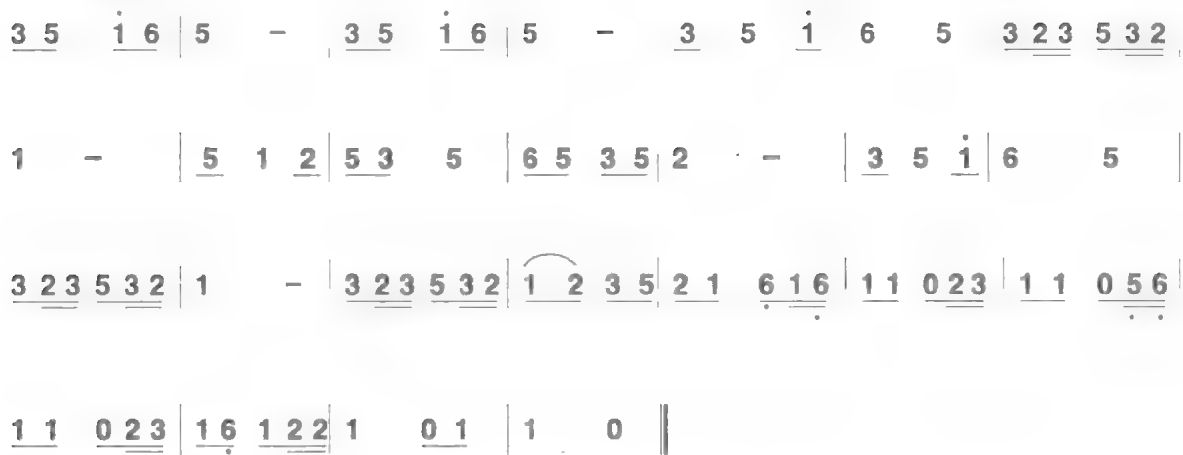 3 5 i̇ 6 | 5 – | 3 5 i̇ 6 | 5 – 3 5 i̇ 6 5 3 2 3 5 3 2 |
1 – | 5 1 2 | 5 3 5 | 6 5 3 5 | 2 · – | 3 5 i̇ | 6 5 |
3 2 3 5 3 2 | 1 – | 3 2 3 5 3 2 | 1 2 3 5 | 2 1 6̣ 1 6̣ | 1 1 0 2 3 | 1 1 0 5̣ 6̣ |
1 1 0 2 3 | 1 6̣ 1 2 2 | 1 0 1 | 1 0 ‖